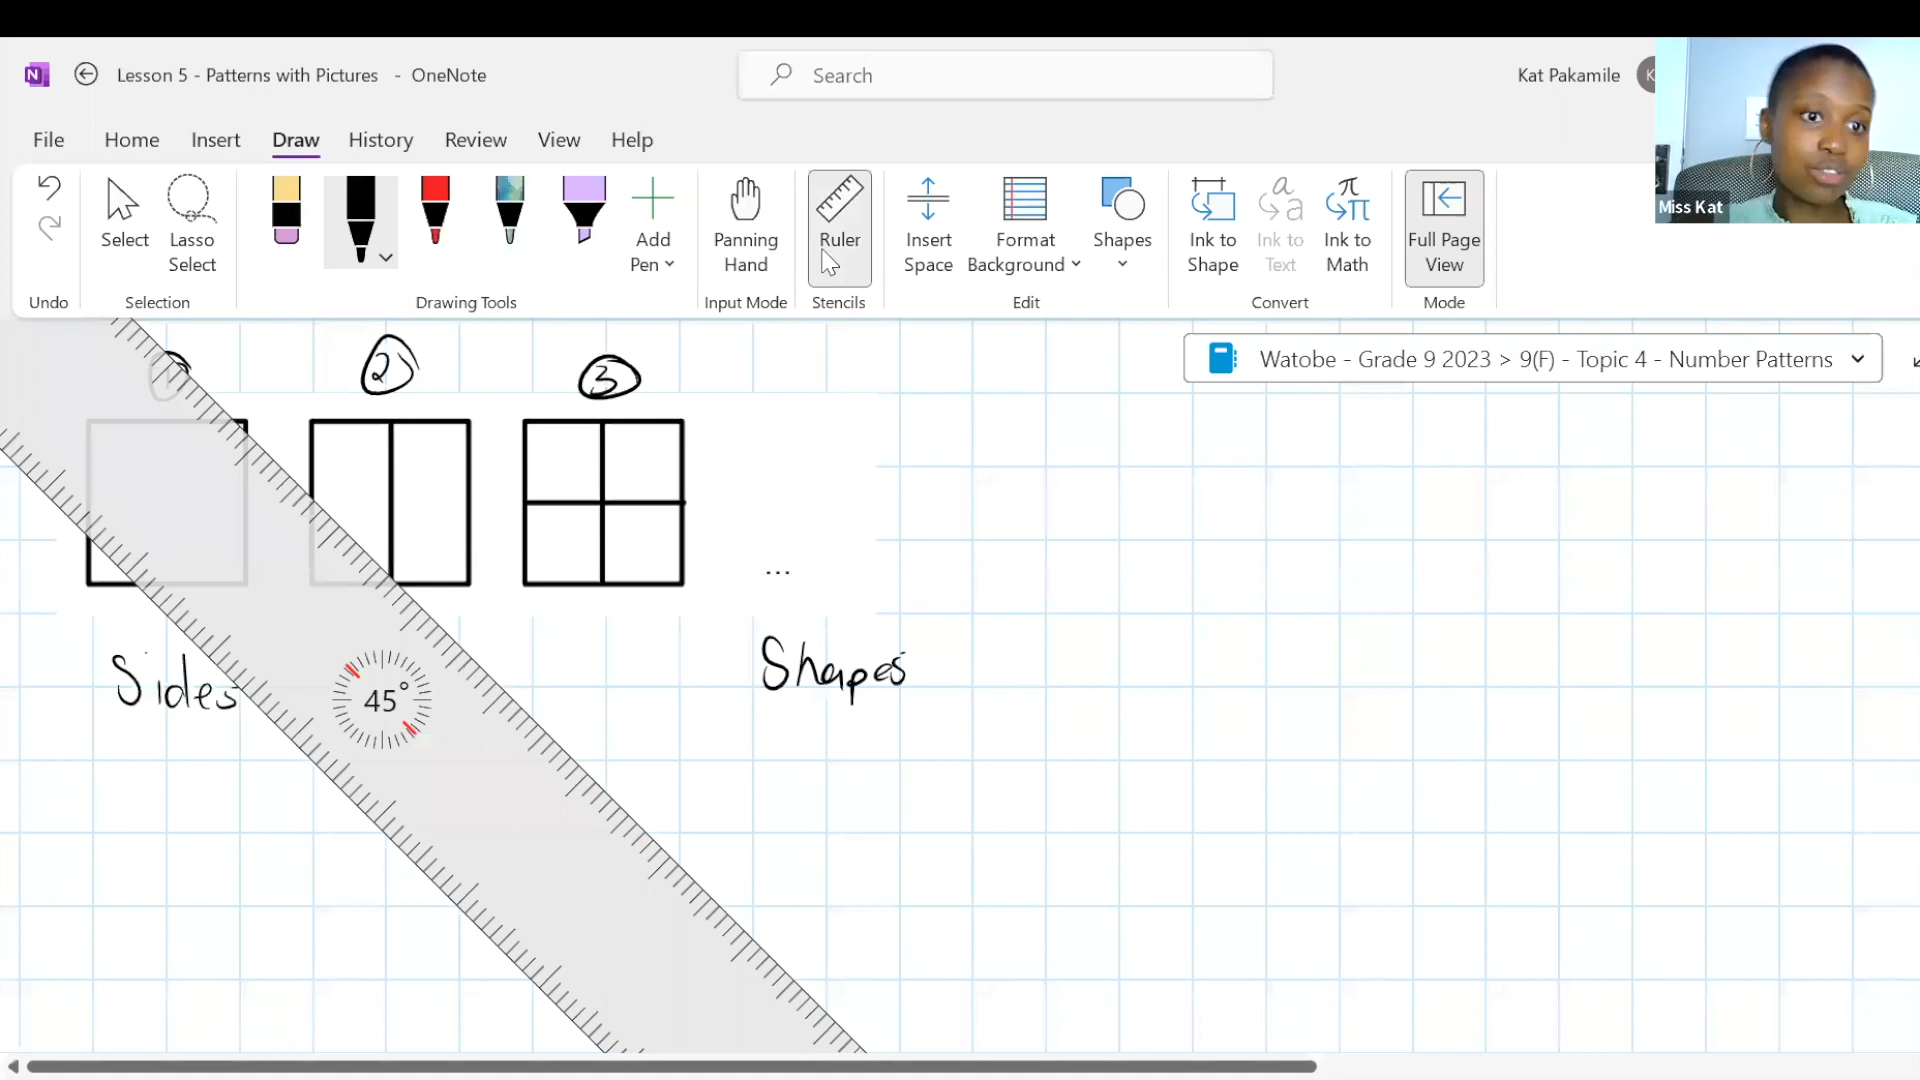 Lesson 5 - Patterns with Pictures - OneNote
Search
Kat Pakamile
K
File Home Insert Draw History Review View Help
Miss Kat
Select
Lasso Select
Add Pen
Panning Hand
Ruler
Insert Space
Format Background
Shapes
Ink to Shape
Ink to Text
Ink to Math
Full Page View
Undo
Selection
Drawing Tools
Input Mode
Stencils
Edit
Convert
Mode
Watobe - Grade 9 2023 > 9(F) - Topic 4 - Number Patterns
1 2 3
...
Sides
Shapes
45°